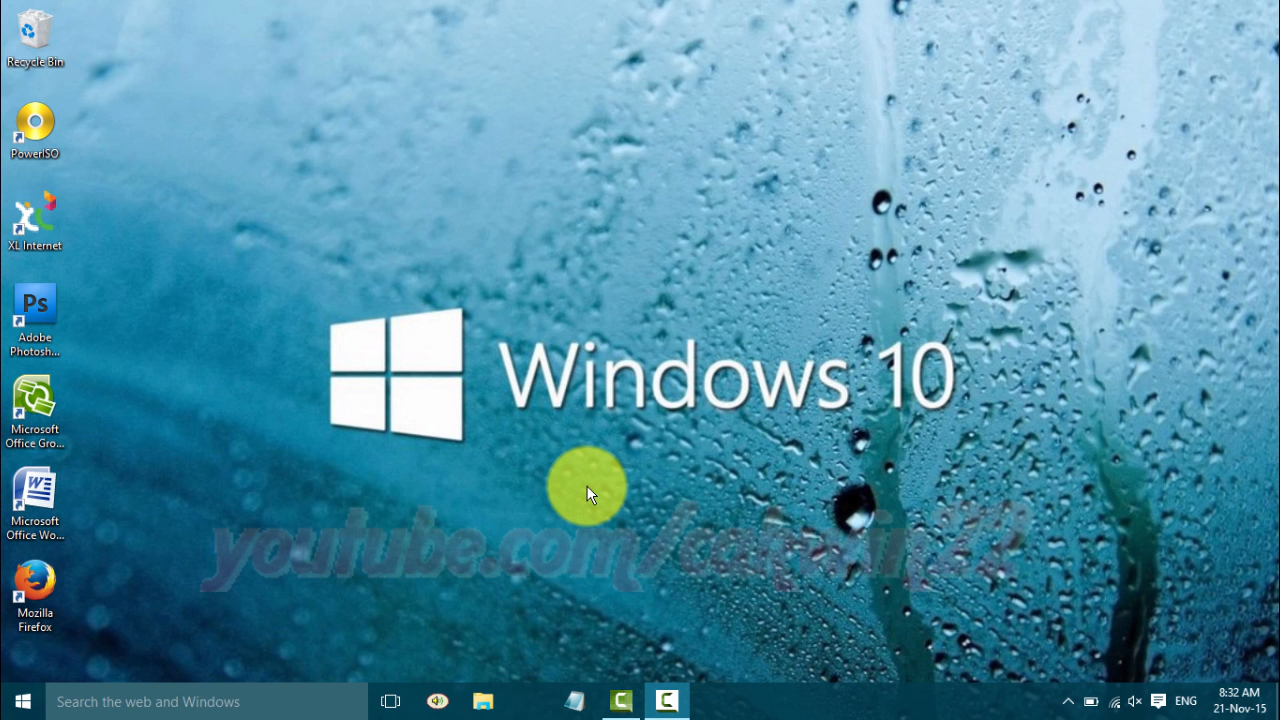 Recycle Bin
PowerISO
XL Internet
Ps
Adobe
Photosh...
Microsoft
Office Gro...
W
Microsoft
Office Wo...
Mozilla
Firefox
Windows 10
Search the web and Windows
ENG
8:32 AM
21-Nov-15